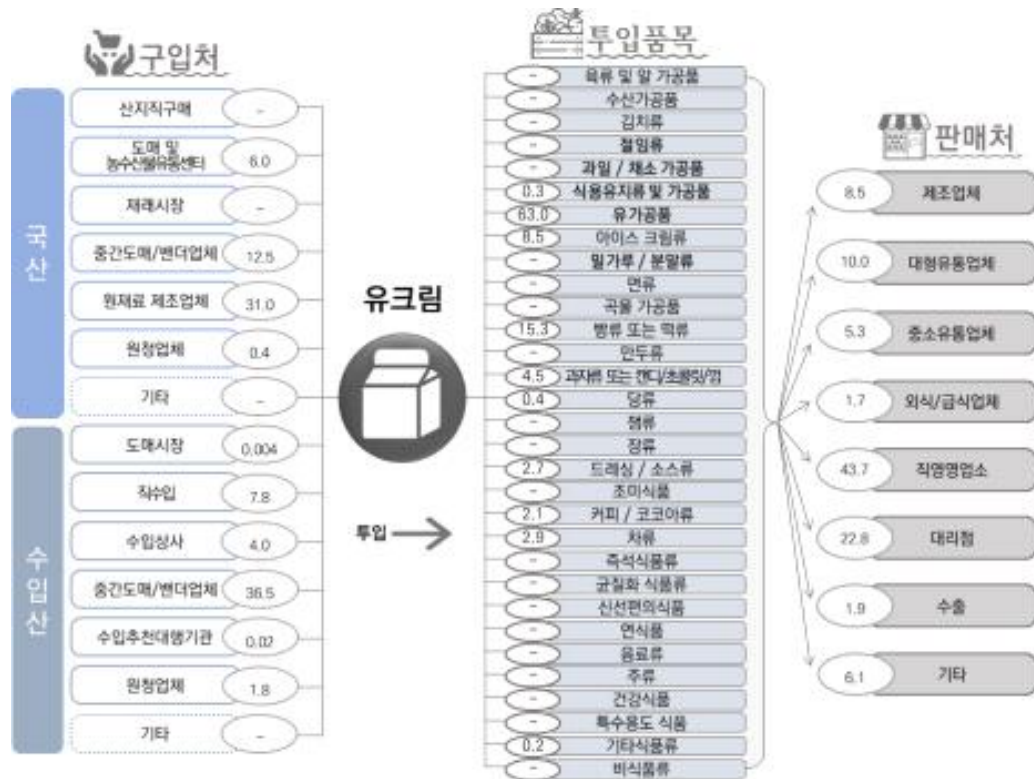 구입처
국산
산지직구매 -
도매 및
농수산물유통센터 6.0
재래시장 -
중간도매/밴더업체 12.5
원재료 제조업체 31.0
원청업체 0.4
기타 -
수입산
도매시장 0.004
직수입 7.8
수입상사 4.0
중간도매/밴더업체 36.5
수입추천대행기관 0.02
원청업체 1.8
기타 -
유크림
투입
투입품목
- 육류 및 알 가공품
- 수산가공품
- 김치류
- 절임류
- 과일 / 채소 가공품
0.3 식용유지류 및 가공품
63.0 유가공품
8.5 아이스 크림류
- 밀가루 / 분말류
- 면류
- 곡물 가공품
15.3 빵류 또는 떡류
- 만두류
4.5 과자류 또는 캔디/초콜릿/껌
0.4 당류
- 잼류
- 장류
2.7 드레싱 / 소스류
- 조미식품
2.1 커피 / 코코아류
2.9 차류
- 즉석식품류
- 균질화 식품류
- 신선편의식품
- 연식품
- 음료류
- 주류
- 건강식품
- 특수용도 식품
0.2 기타식품류
- 비식품류
판매처
8.5 제조업체
10.0 대형유통업체
5.3 중소유통업체
1.7 외식/급식업체
43.7 직영영업소
22.8 대리점
1.9 수출
6.1 기타